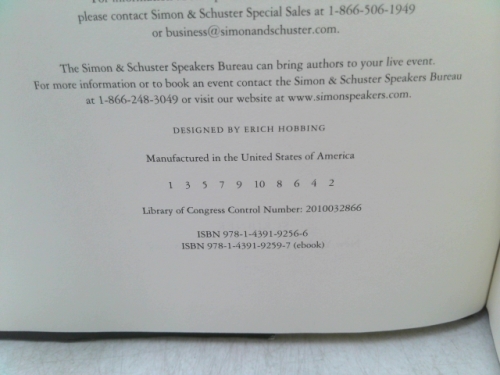 please contact Simon & Schuster Special Sales at 1-866-506-1949
or business@simonandschuster.com.
The Simon & Schuster Speakers Bureau can bring authors to your live event.
For more information or to book an event contact the Simon & Schuster Speakers Bureau
at 1-866-248-3049 or visit our website at www.simonspeakers.com.
DESIGNED BY ERICH HOBBING
Manufactured in the United States of America
1 3 5 7 9 10 8 6 4 2
Library of Congress Control Number: 2010032866
ISBN 978-1-4391-9256-6
ISBN 978-1-4391-9259-7 (ebook)